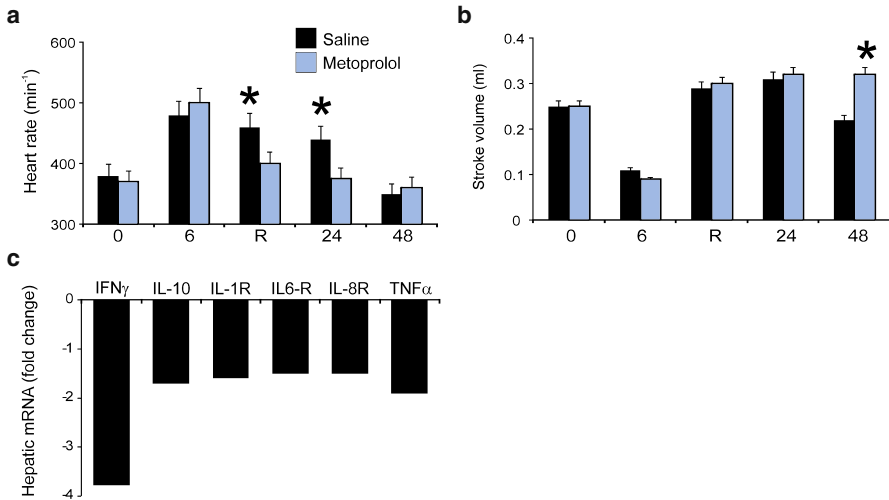 a
600
500
400
300
Heart rate (min⁻¹)
Saline
Metoprolol
*
*
0 6 R 24 48
b
0.4
0.3
0.2
0.1
0
Stroke volume (ml)
*
0 6 R 24 48
c
IFNγ IL-10 IL-1R IL6-R IL-8R TNFα
0
-1
-2
-3
-4
Hepatic mRNA (fold change)